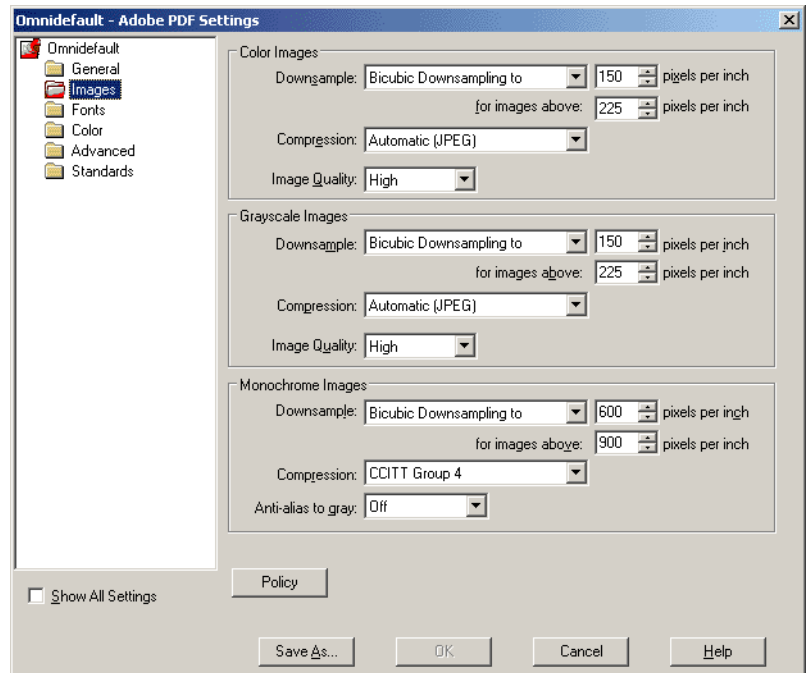 Omnidefault - Adobe PDF Settings
Omnidefault
General
Images
Fonts
Color
Advanced
Standards
Show All Settings
Color Images
Downsample: Bicubic Downsampling to 150 pixels per inch
for images above: 225 pixels per inch
Compression: Automatic (JPEG)
Image Quality: High
Grayscale Images
Downsample: Bicubic Downsampling to 150 pixels per inch
for images above: 225 pixels per inch
Compression: Automatic (JPEG)
Image Quality: High
Monochrome Images
Downsample: Bicubic Downsampling to 600 pixels per inch
for images above: 900 pixels per inch
Compression: CCITT Group 4
Anti-alias to gray: Off
Policy
Save As... OK Cancel Help